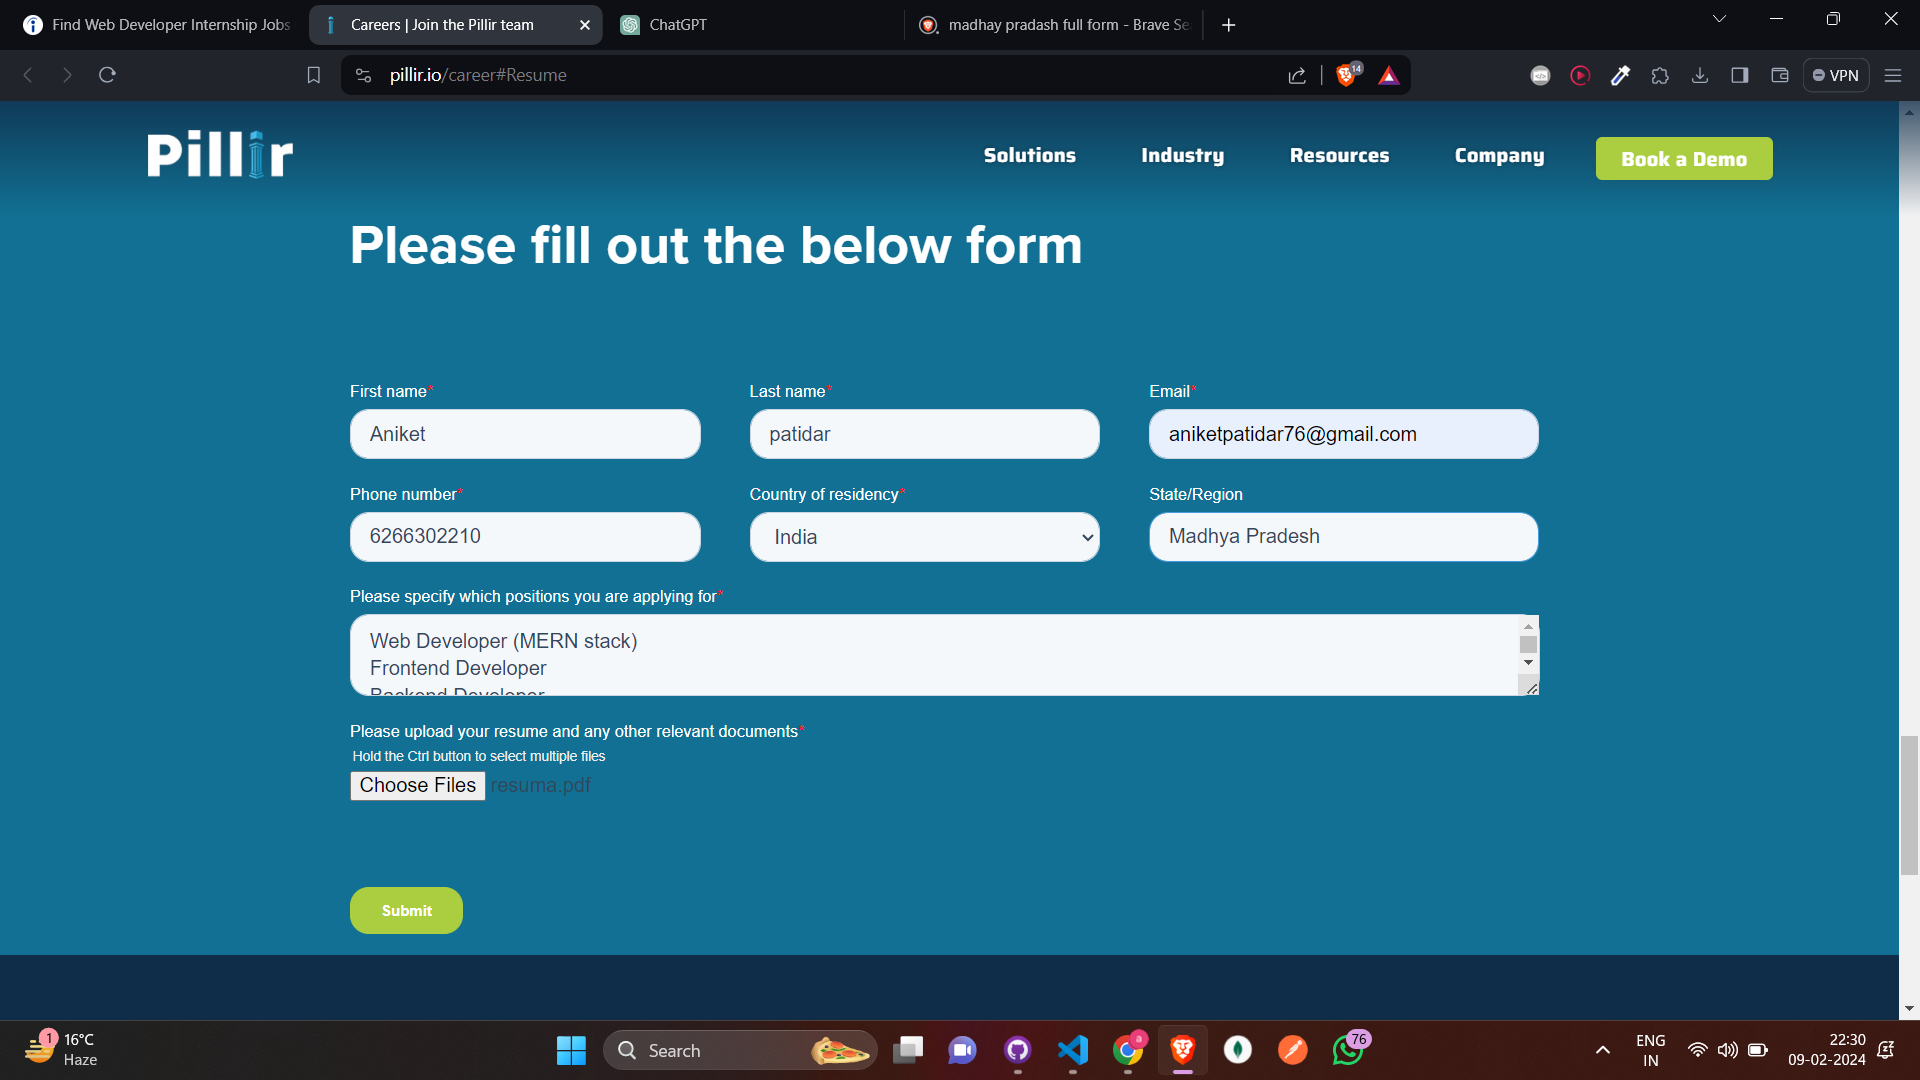 Find Web Developer Internship Jobs
Careers | Join the Pillir team
ChatGPT
madhay pradash full form - Brave Se
pillir.io/career#Resume
14
VPN
Pillir
Solutions
Industry
Resources
Company
Book a Demo
Please fill out the below form
First name*
Last name*
Email*
Aniket
patidar
aniketpatidar76@gmail.com
Phone number*
Country of residency*
State/Region
6266302210
India
Madhya Pradesh
Please specify which positions you are applying for*
Web Developer (MERN stack)
Frontend Developer
Backend Developer
Please upload your resume and any other relevant documents*
Hold the Ctrl button to select multiple files
Choose Files resuma.pdf
Submit
1
16°C
Haze
Search
a
76
ENG
IN
22:30
09-02-2024